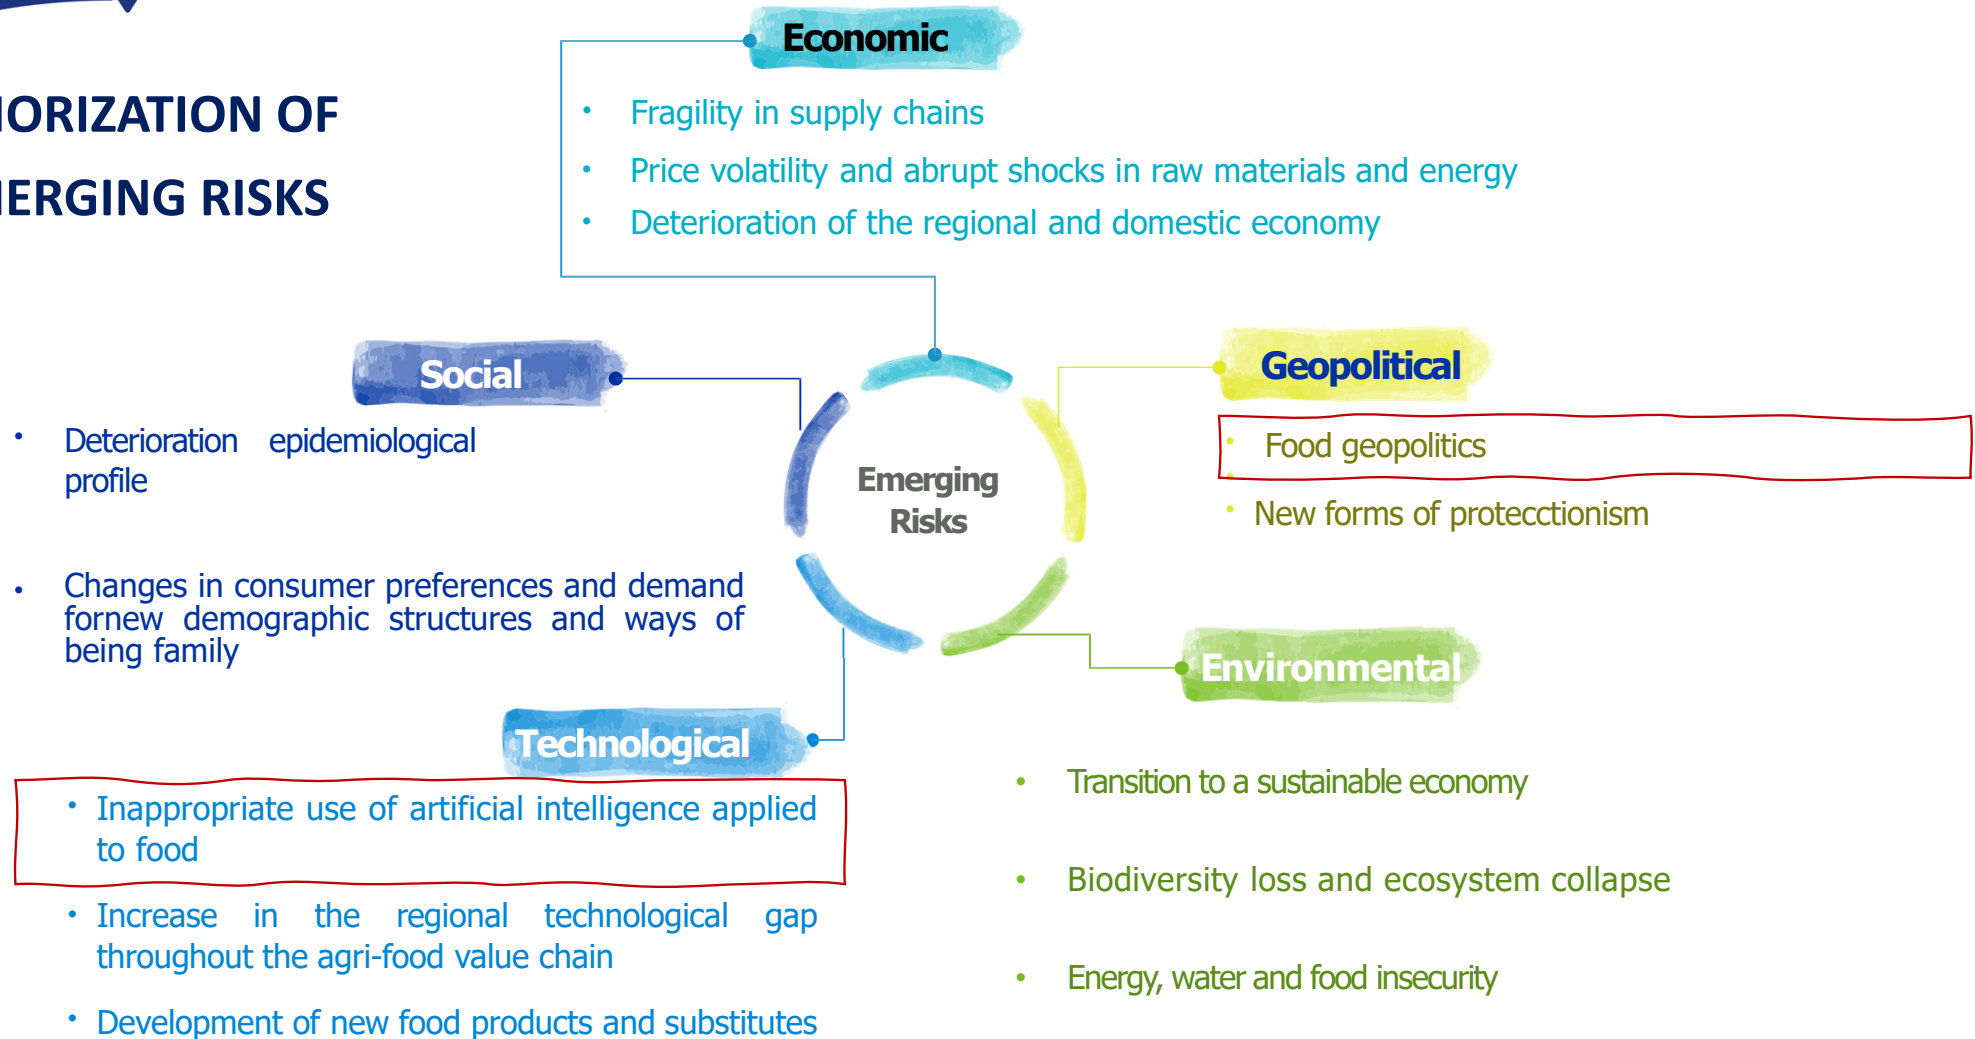 Economic
IORIZATION OF
IERGING RISKS
• Fragility in supply chains
• Price volatility and abrupt shocks in raw materials and energy
• Deterioration of the regional and domestic economy
Social
• Deterioration epidemiological
profile
• Changes in consumer preferences and demand
fornew demographic structures and ways of
being family
Emerging
Risks
Geopolitical
• Food geopolitics
•
• New forms of protecctionism
Technological
• Inappropriate use of artificial intelligence applied
to food
• Increase in the regional technological gap
throughout the agri-food value chain
• Development of new food products and substitutes
Environmental
• Transition to a sustainable economy
• Biodiversity loss and ecosystem collapse
• Energy, water and food insecurity